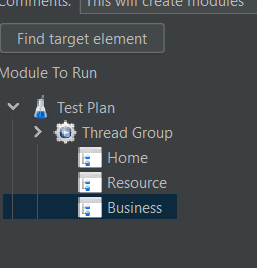 Comments: This will create modules
Find target element
Module To Run
Test Plan
Thread Group
Home
Resource
Business